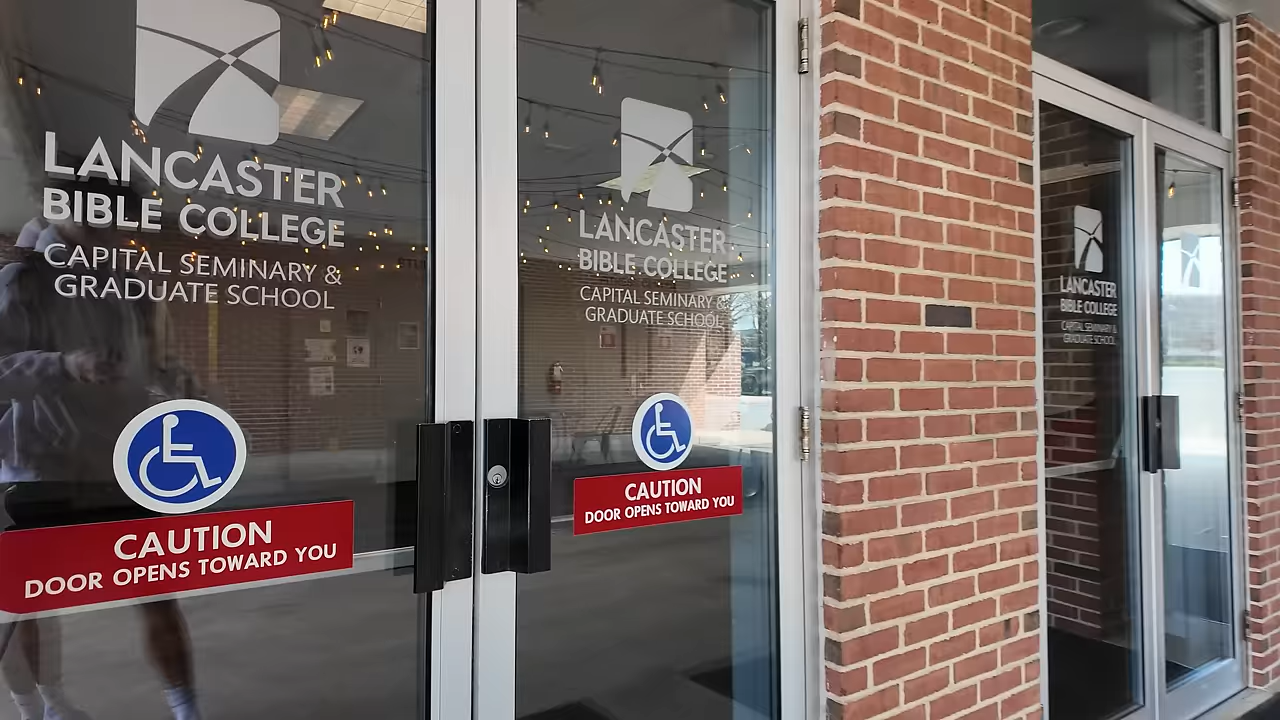 LANCASTER
BIBLE COLLEGE
CAPITAL SEMINARY &
GRADUATE SCHOOL
CAUTION
DOOR OPENS TOWARD YOU
LANCASTER
BIBLE COLLEGE
CAPITAL SEMINARY &
GRADUATE SCHOOL
CAUTION
DOOR OPENS TOWARD YOU
LANCASTER
BIBLE COLLEGE
CAPITAL SEMINARY &
GRADUATE SCHOOL